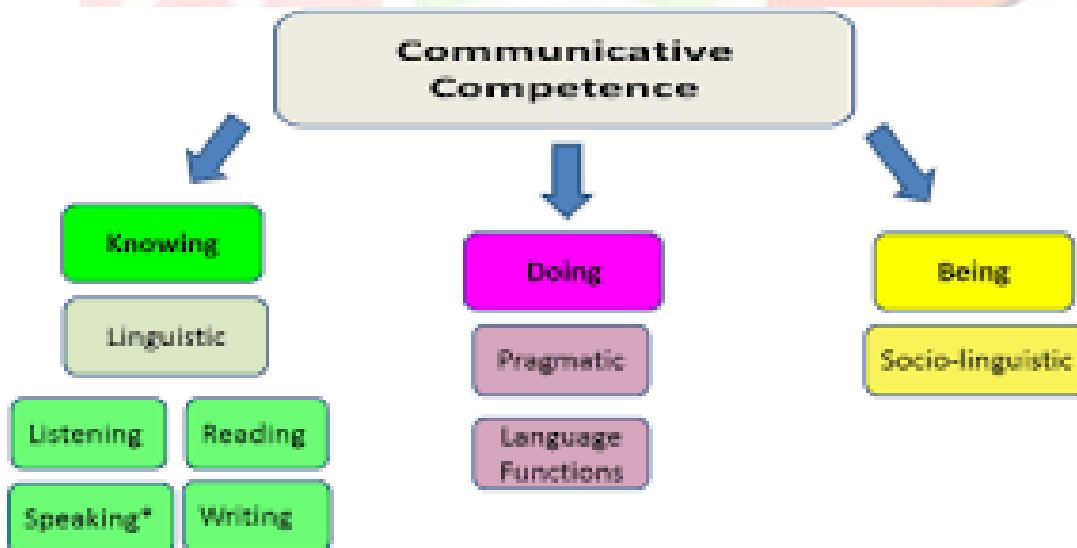 Communicative
Competence
Knowing
Doing
Being
Linguistic
Pragmatic
Socio-linguistic
Listening
Reading
Language
Functions
Speaking*
Writing